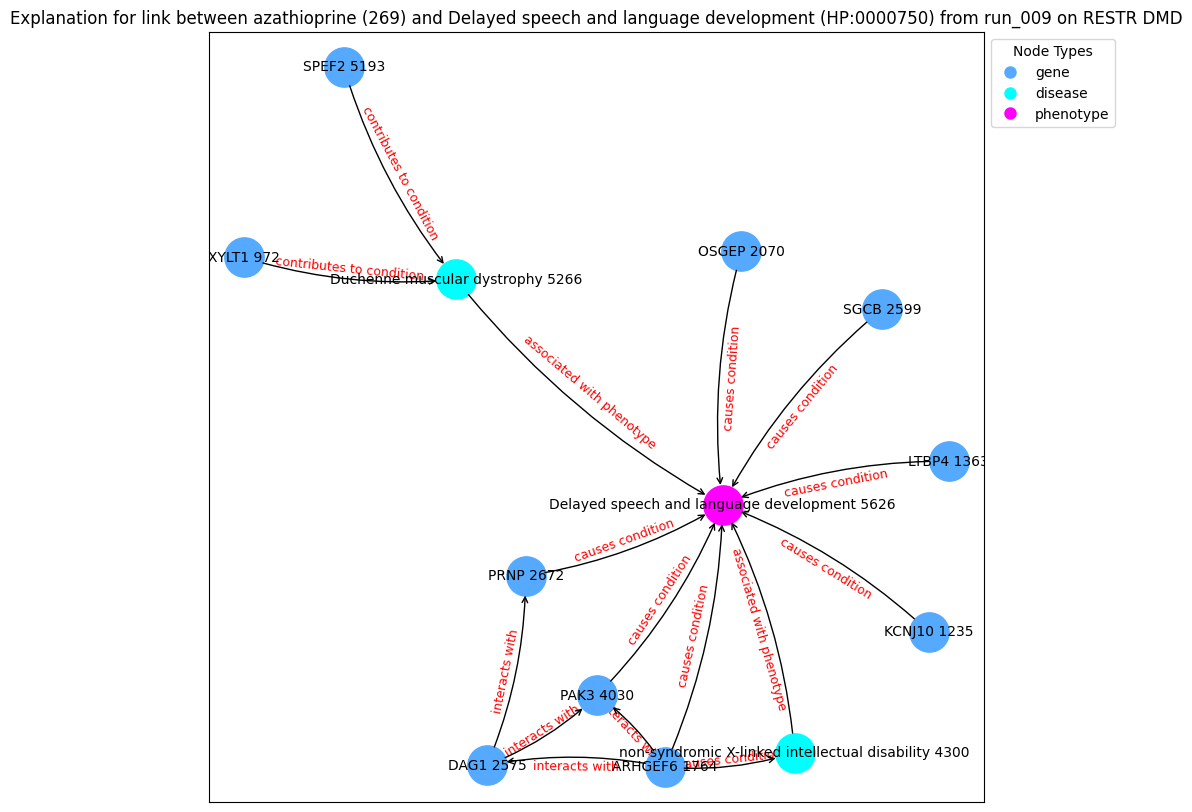 Explanation for link between azathioprine (269) and Delayed speech and language development (HP:0000750) from run_009 on RESTR DMD
Node Types
gene
disease
phenotype
SPEF2 5193
contributes to condition
XYLT1 972
contributes to condition
Duchenne muscular dystrophy 5266
OSGEP 2070
SGCB 2599
associated with phenotype
causes condition
causes condition
LTBP4 1363
causes condition
Delayed speech and language development 5626
causes condition
causes condition
PRNP 2672
causes condition
causes condition
associated with phenotype
KCNJ10 1235
interacts with
PAK3 4030
interacts with
interacts with
non-syndromic X-linked intellectual disability 4300
DAG1 2575
interacts with
ARHGEF6 1764
causes condition